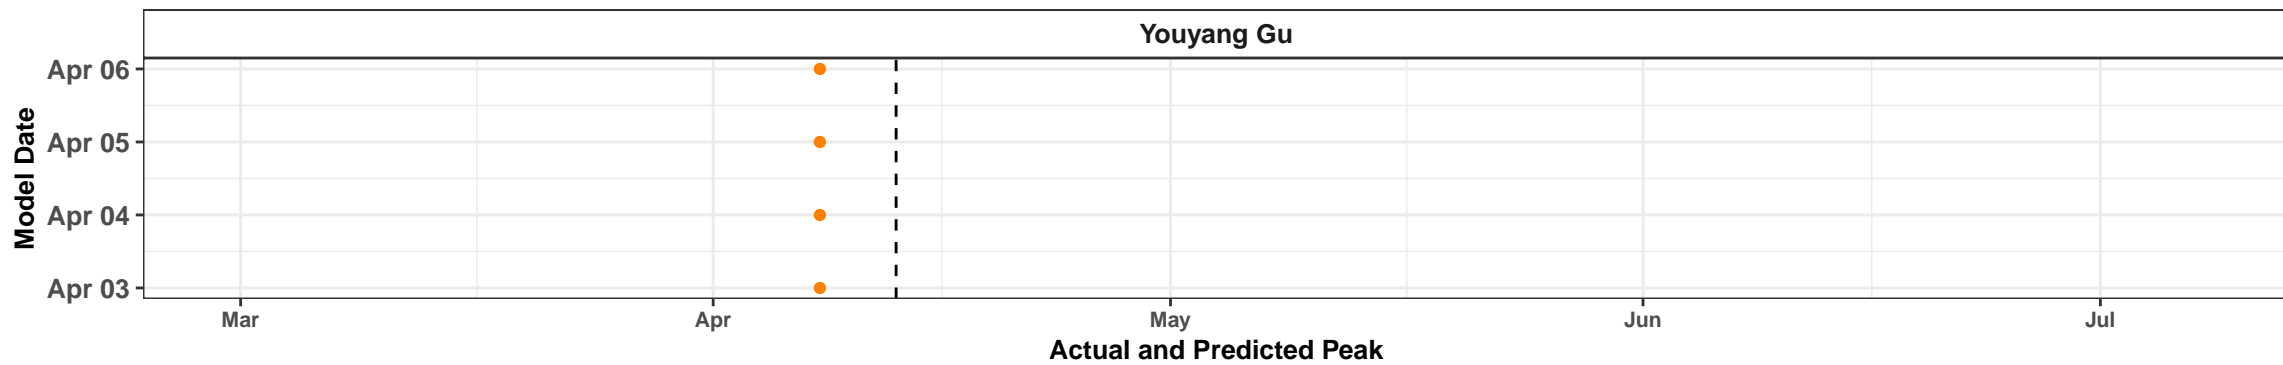 Youyang Gu
Apr 06
Apr 05
Apr 04
Apr 03
Model Date
Mar Apr May Jun Jul
Actual and Predicted Peak